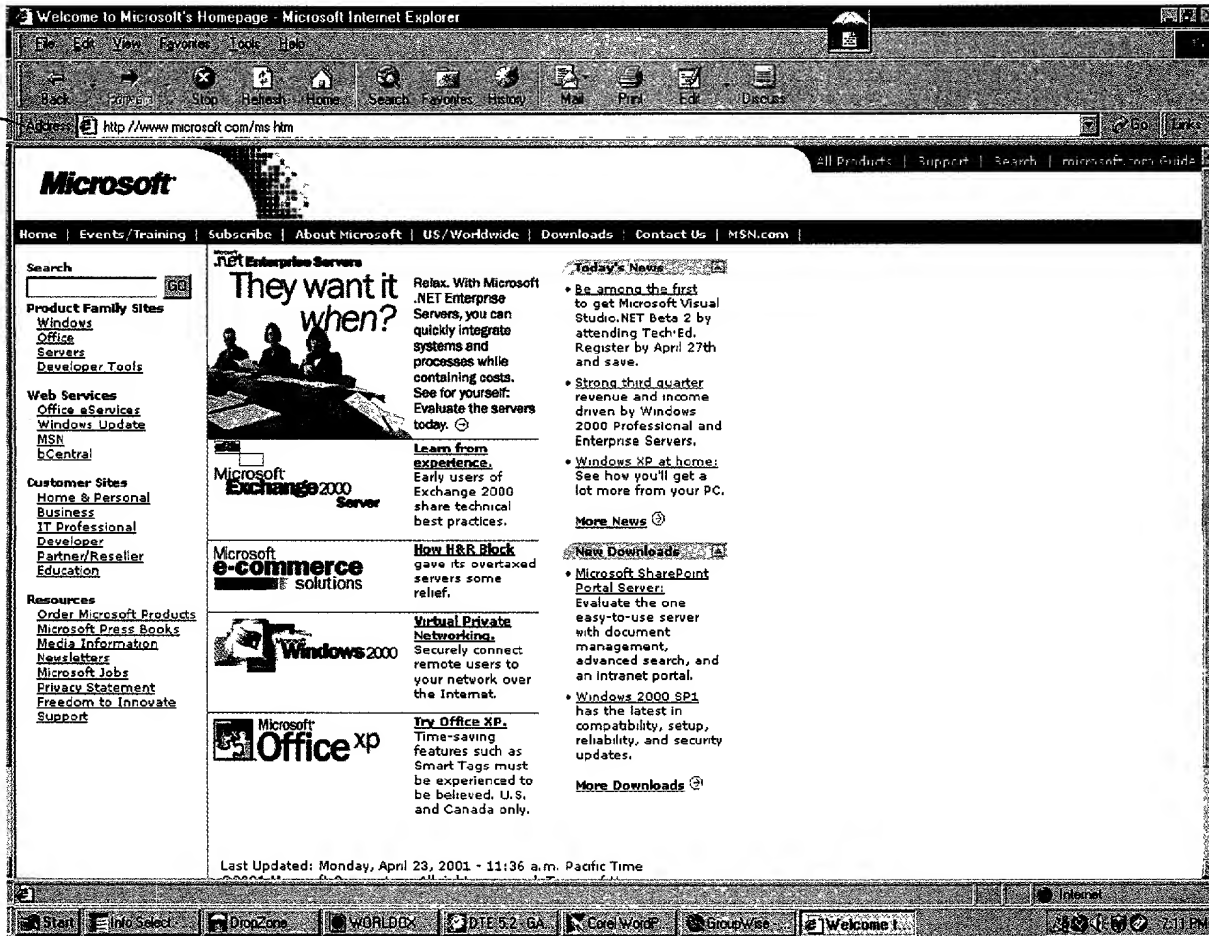 Welcome to Microsoft's Homepage - Microsoft Internet Explorer
File Edit View Favorites Tools Help
Back Forward Stop Refresh Home Search Favorites History Mail Print Edit Discuss
Address http //www microsoft com/ms htm Go Links
All Products | Support | Search | microsoft.com Guide
Microsoft
Home | Events/Training | Subscribe | About Microsoft | US/Worldwide | Downloads | Contact Us | MSN.com |
Search
GO
Product Family Sites
Windows
Office
Servers
Developer Tools
Web Services
Office eServices
Windows Update
MSN
bCentral
Customer Sites
Home & Personal
Business
IT Professional
Developer
Partner/Reseller
Education
Resources
Order Microsoft Products
Microsoft Press Books
Media Information
Newsletters
Microsoft Jobs
Privacy Statement
Freedom to Innovate
Support
Microsoft
.net Enterprise Servers
They want it
when?
Relax. With Microsoft
.NET Enterprise
Servers, you can
quickly integrate
systems and
processes while
containing costs.
See for yourself:
Evaluate the servers
today.
Microsoft
Exchange 2000
Server
Learn from
experience.
Early users of
Exchange 2000
share technical
best practices.
Microsoft
e-commerce
solutions
How H&R Block
gave its overtaxed
servers some
relief.
Microsoft
Windows 2000
Virtual Private
Networking.
Securely connect
remote users to
your network over
the Internet.
Microsoft
Office xp
Try Office XP.
Time-saving
features such as
Smart Tags must
be experienced to
be believed. U.S.
and Canada only.
Today's News
• Be among the first
to get Microsoft Visual
Studio.NET Beta 2 by
attending Tech·Ed.
Register by April 27th
and save.
• Strong third quarter
revenue and income
driven by Windows
2000 Professional and
Enterprise Servers.
• Windows XP at home:
See how you'll get a
lot more from your PC.
More News
New Downloads
• Microsoft SharePoint
Portal Server:
Evaluate the one
easy-to-use server
with document
management,
advanced search, and
an intranet portal.
• Windows 2000 SP1
has the latest in
compatibility, setup,
reliability, and security
updates.
More Downloads
Last Updated: Monday, April 23, 2001 - 11:36 a.m. Pacific Time
Internet
Start Info Select DropZone WORLDOX DTE 5.2 GA Corel WordP GroupWise Welcome t... 7:11 PM